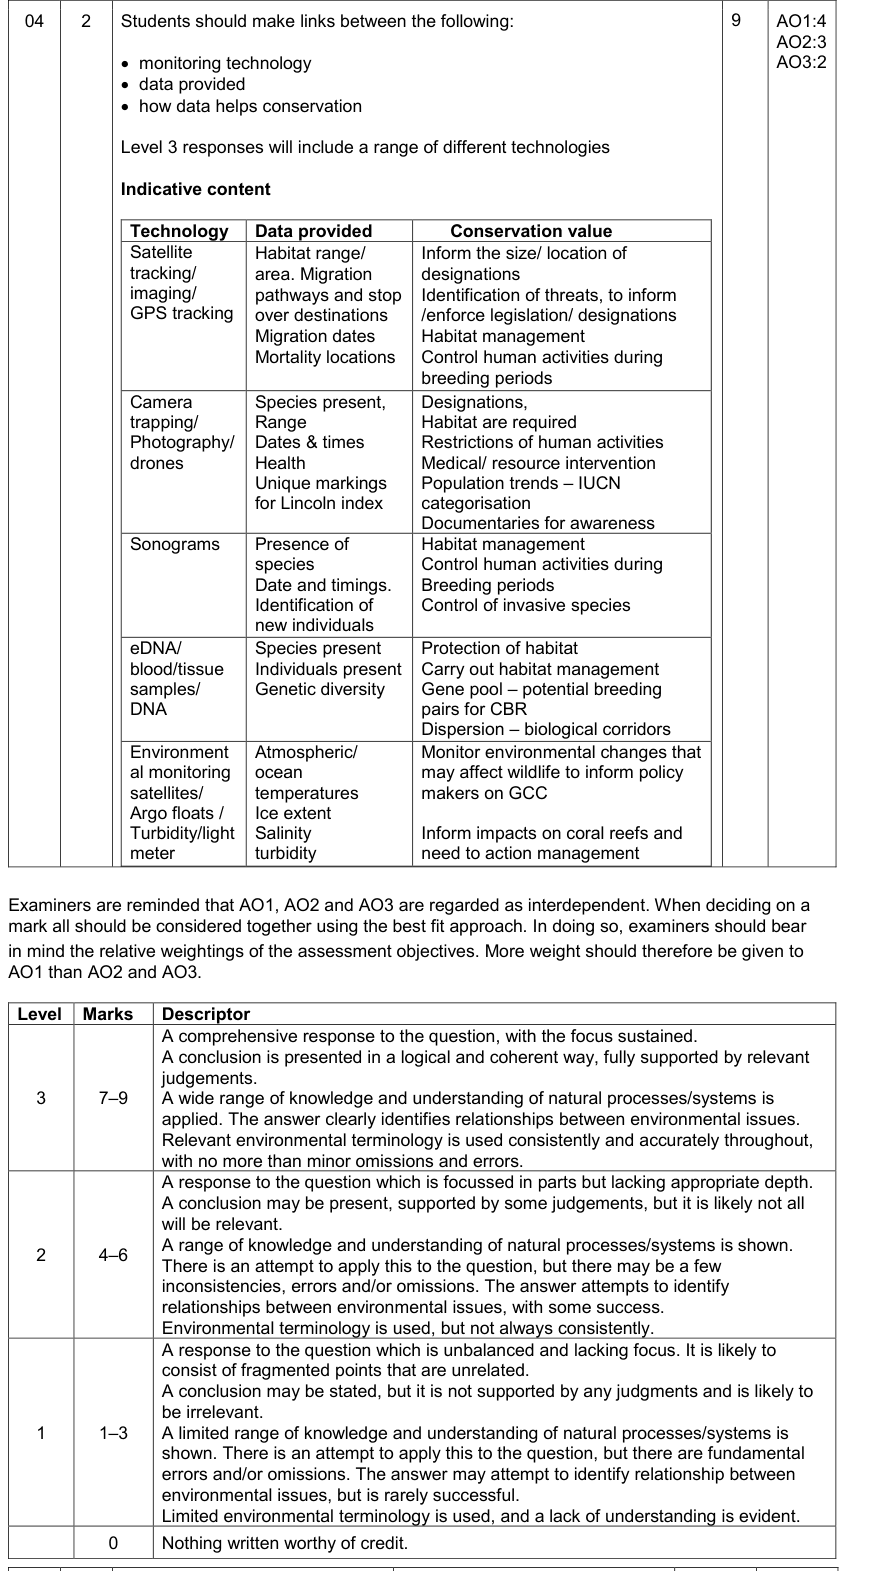 04 2 Students should make links between the following: 9 AO1:4
AO2:3
• monitoring technology AO3:2
• data provided
• how data helps conservation
Level 3 responses will include a range of different technologies
Indicative content
Technology Data provided Conservation value
Satellite
tracking/
imaging/
GPS tracking
Habitat range/
area. Migration
pathways and stop
over destinations
Migration dates
Mortality locations
Inform the size/ location of
designations
Identification of threats, to inform
/enforce legislation/ designations
Habitat management
Control human activities during
breeding periods
Camera
trapping/
Photography/
drones
Species present,
Range
Dates & times
Health
Unique markings
for Lincoln index
Designations,
Habitat are required
Restrictions of human activities
Medical/ resource intervention
Population trends – IUCN
categorisation
Documentaries for awareness
Sonograms
Presence of
species
Date and timings.
Identification of
new individuals
Habitat management
Control human activities during
Breeding periods
Control of invasive species
eDNA/
blood/tissue
samples/
DNA
Species present
Individuals present
Genetic diversity
Protection of habitat
Carry out habitat management
Gene pool – potential breeding
pairs for CBR
Dispersion – biological corridors
Environment
al monitoring
satellites/
Argo floats /
Turbidity/light
meter
Atmospheric/
ocean
temperatures
Ice extent
Salinity
turbidity
Monitor environmental changes that
may affect wildlife to inform policy
makers on GCC
Inform impacts on coral reefs and
need to action management
Examiners are reminded that AO1, AO2 and AO3 are regarded as interdependent. When deciding on a
mark all should be considered together using the best fit approach. In doing so, examiners should bear
in mind the relative weightings of the assessment objectives. More weight should therefore be given to
AO1 than AO2 and AO3.
Level Marks Descriptor
3 7–9
A comprehensive response to the question, with the focus sustained.
A conclusion is presented in a logical and coherent way, fully supported by relevant
judgements.
A wide range of knowledge and understanding of natural processes/systems is
applied. The answer clearly identifies relationships between environmental issues.
Relevant environmental terminology is used consistently and accurately throughout,
with no more than minor omissions and errors.
2 4–6
A response to the question which is focussed in parts but lacking appropriate depth.
A conclusion may be present, supported by some judgements, but it is likely not all
will be relevant.
A range of knowledge and understanding of natural processes/systems is shown.
There is an attempt to apply this to the question, but there may be a few
inconsistencies, errors and/or omissions. The answer attempts to identify
relationships between environmental issues, with some success.
Environmental terminology is used, but not always consistently.
1 1–3
A response to the question which is unbalanced and lacking focus. It is likely to
consist of fragmented points that are unrelated.
A conclusion may be stated, but it is not supported by any judgments and is likely to
be irrelevant.
A limited range of knowledge and understanding of natural processes/systems is
shown. There is an attempt to apply this to the question, but there are fundamental
errors and/or omissions. The answer may attempt to identify relationship between
environmental issues, but is rarely successful.
Limited environmental terminology is used, and a lack of understanding is evident.
0 Nothing written worthy of credit.